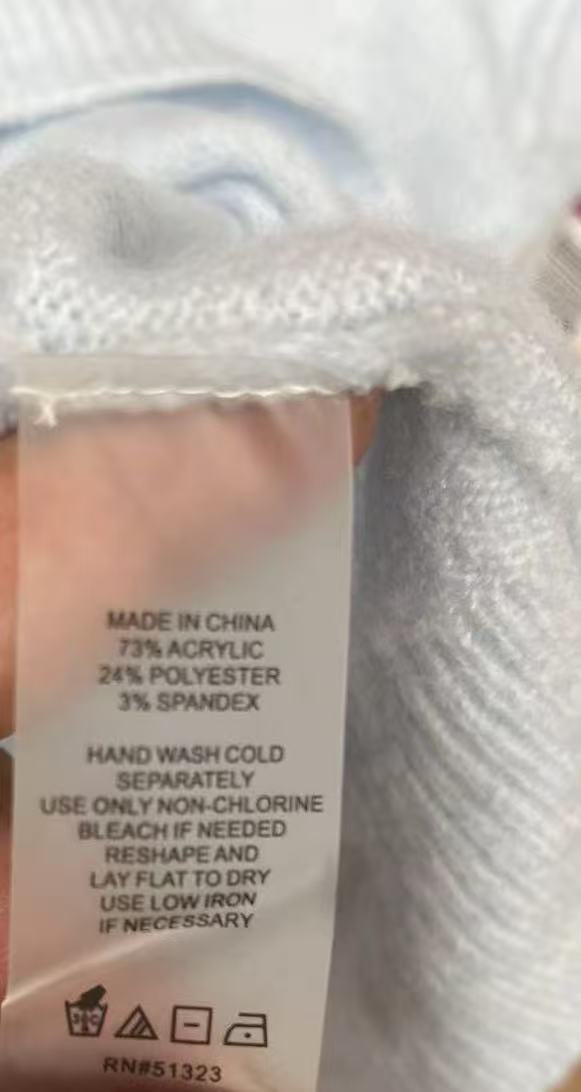 MADE IN CHINA
73% ACRYLIC
24% POLYESTER
3% SPANDEX
HAND WASH COLD
SEPARATELY
USE ONLY NON-CHLORINE
BLEACH IF NEEDED
RESHAPE AND
LAY FLAT TO DRY
USE LOW IRON
IF NECESSARY
RN#51323